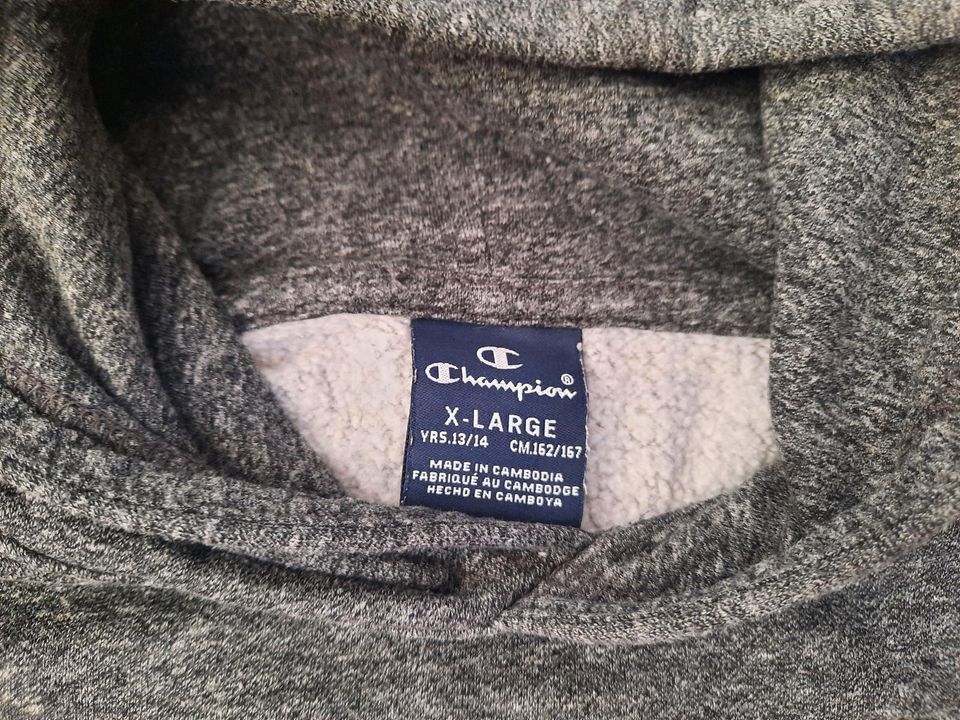 Champion®
X-LARGE
YRS.13/14 CM.162/167
MADE IN CAMBODIA
FABRIQUÉ AU CAMBODGE
HECHO EN CAMBOYA